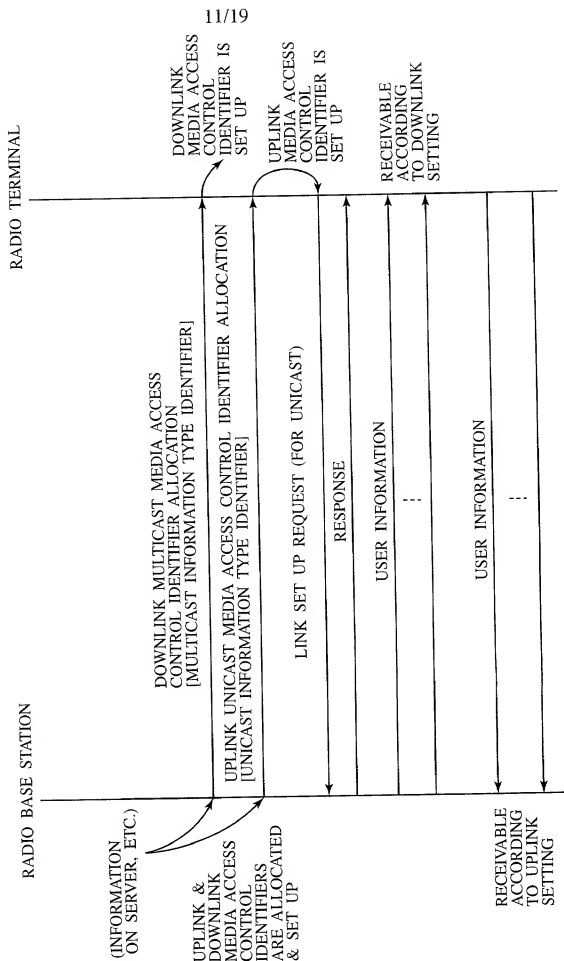 11/19
RADIO BASE STATION
RADIO TERMINAL
(INFORMATION
ON SERVER, ETC.)
UPLINK &
DOWNLINK
MEDIA ACCESS
CONTROL
IDENTIFIERS
ARE ALLOCATED
& SET UP
DOWNLINK MULTICAST MEDIA ACCESS
CONTROL IDENTIFIER ALLOCATION
[MULTICAST INFORMATION TYPE IDENTIFIER]
DOWNLINK
MEDIA ACCESS
CONTROL
IDENTIFIER IS
SET UP
UPLINK UNICAST MEDIA ACCESS CONTROL IDENTIFIER ALLOCATION
[UNICAST INFORMATION TYPE IDENTIFIER]
UPLINK
MEDIA ACCESS
CONTROL
IDENTIFIER IS
SET UP
LINK SET UP REQUEST (FOR UNICAST)
RESPONSE
USER INFORMATION
RECEIVABLE
ACCORDING
TO DOWNLINK
SETTING
USER INFORMATION
RECEIVABLE
ACCORDING
TO UPLINK
SETTING